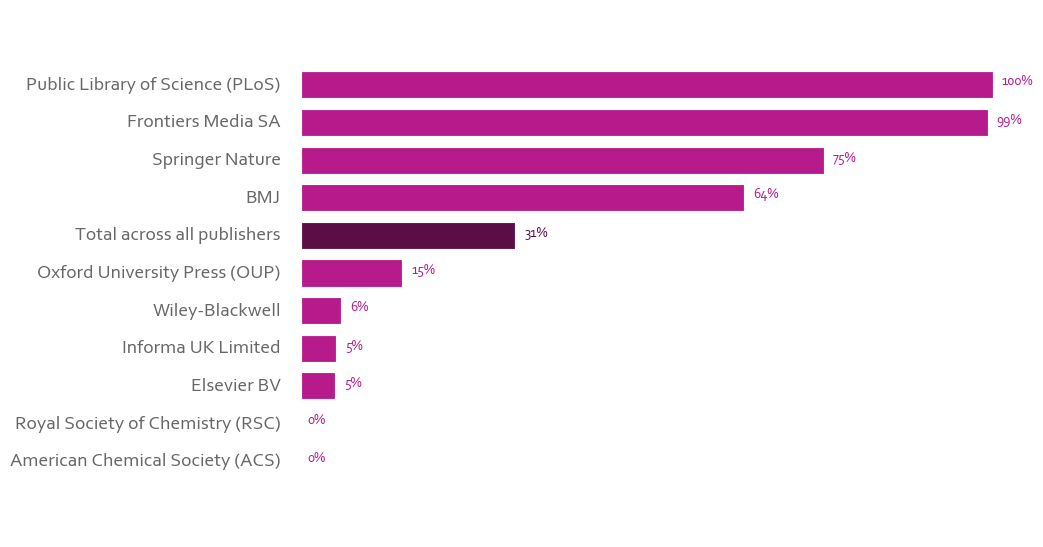 Public Library of Science (PLoS) 100%
Frontiers Media SA 99%
Springer Nature 75%
BMJ 64%
Total across all publishers 31%
Oxford University Press (OUP) 15%
Wiley-Blackwell 6%
Informa UK Limited 5%
Elsevier BV 5%
Royal Society of Chemistry (RSC) 0%
American Chemical Society (ACS) 0%